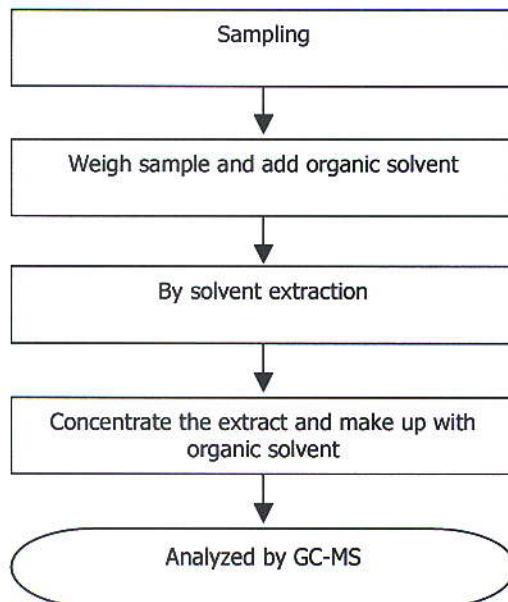 Sampling
Weigh sample and add organic solvent
By solvent extraction
Concentrate the extract and make up with
organic solvent
Analyzed by GC-MS